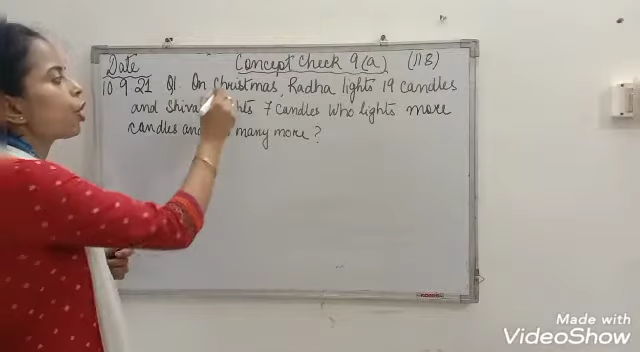 Date Concept Check 9(a) (NB)
10 9 21 Q1. On Christmas, Radha lights 19 candles
and Shiva 7 candles Who lights more
candles and many more?
Made with
VideoShow